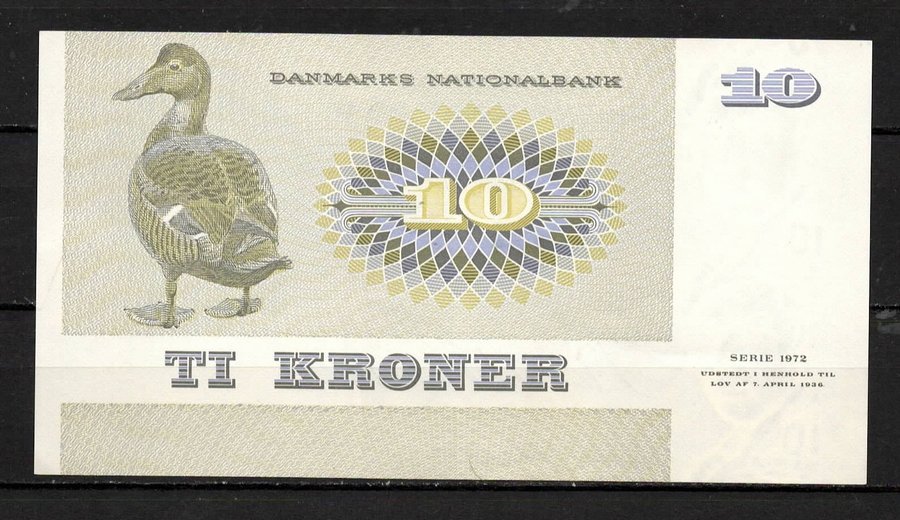 DANMARKS NATIONALBANK
10
10
TI KRONER
SERIE 1972
UDSTEDT I HENHOLD TIL
LOV AF 7. APRIL 1936.